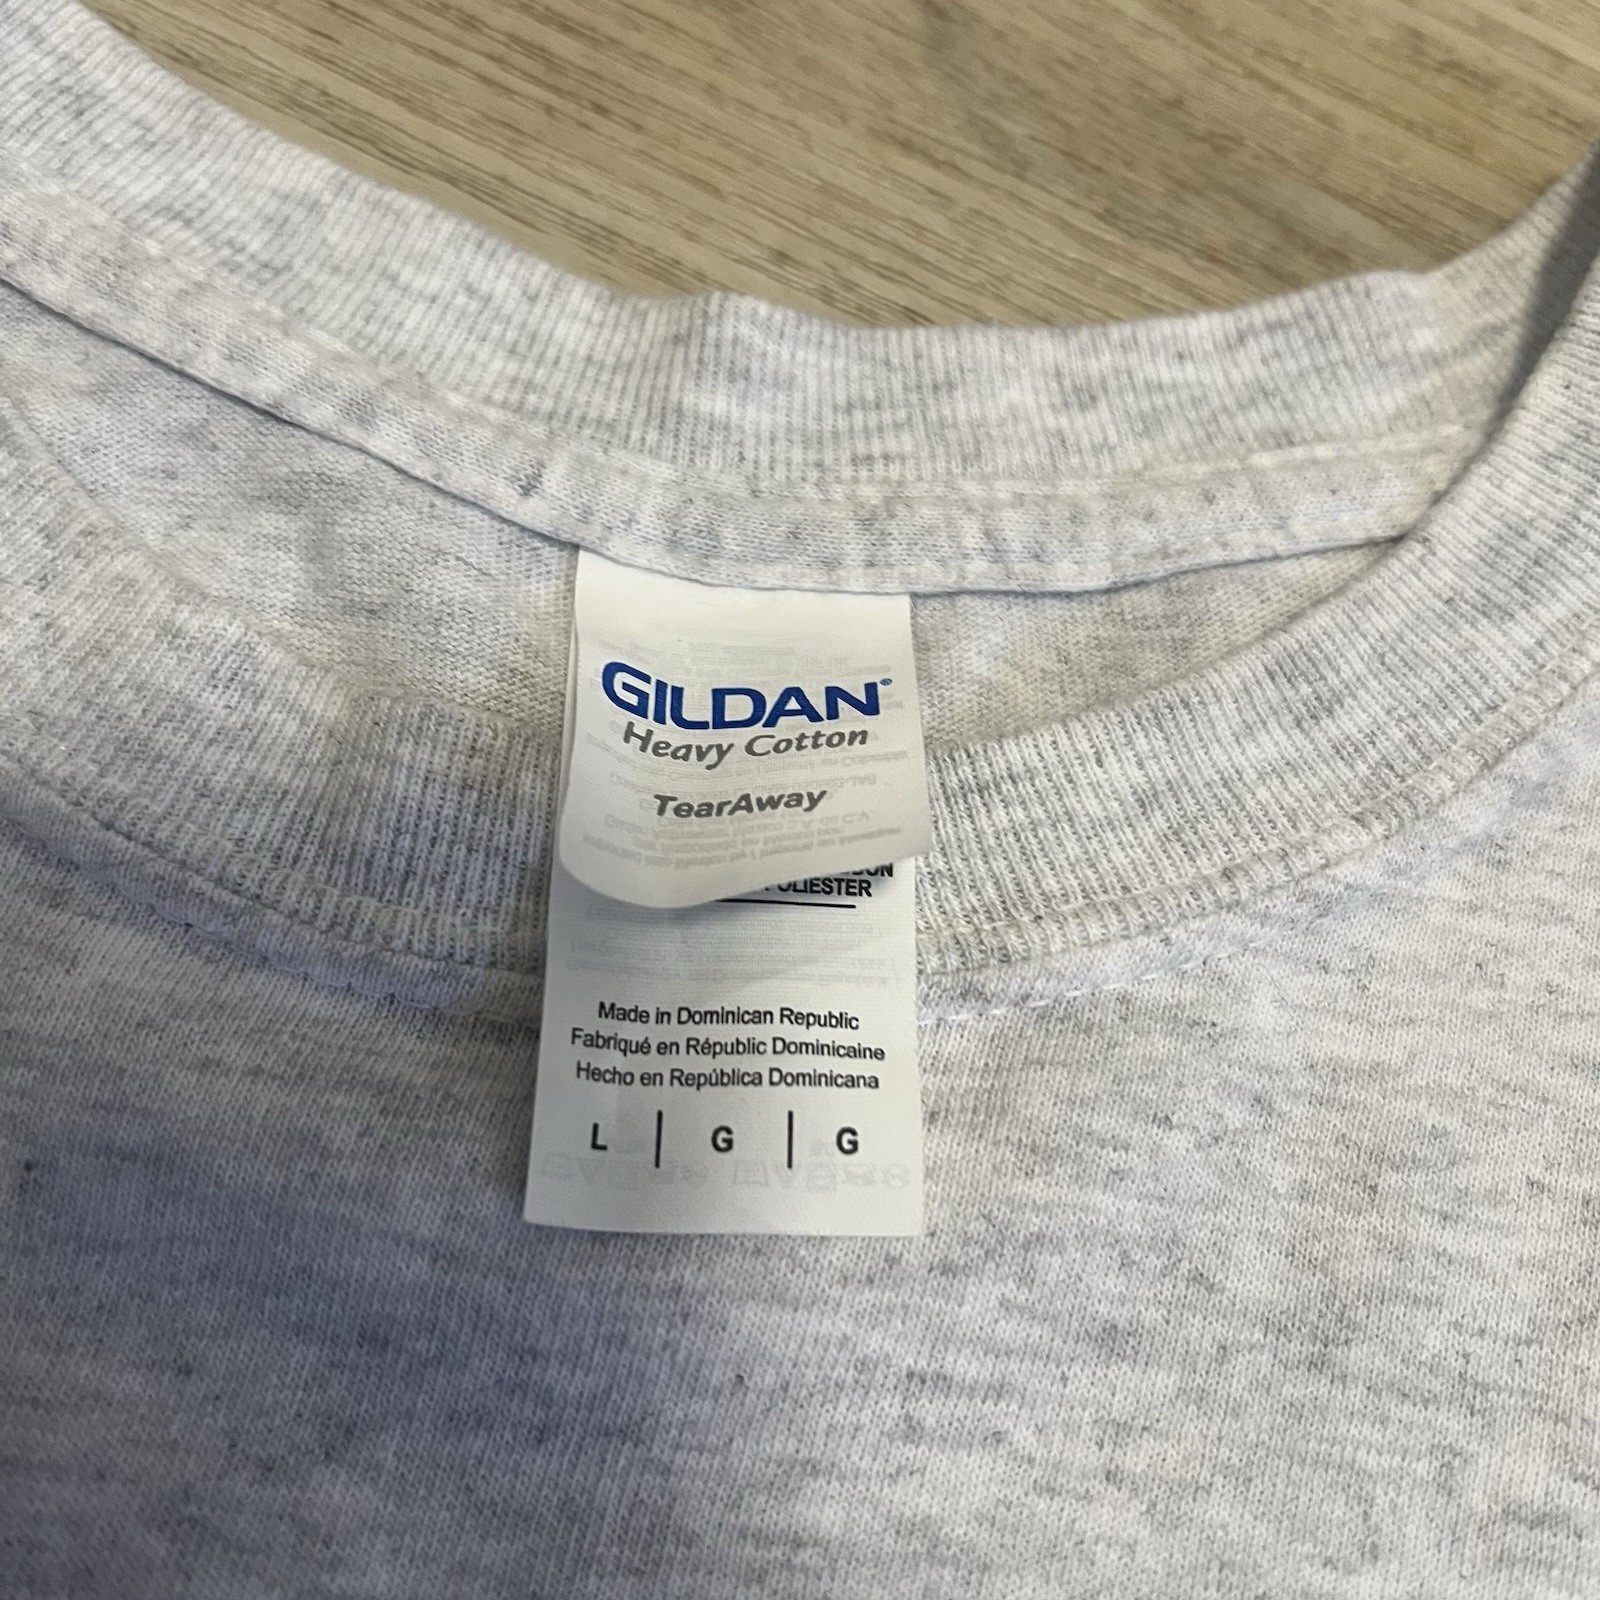 GILDAN®
Heavy Cotton
TearAway
Made in Dominican Republic
Fabriqué en Républic Dominicaine
Hecho en República Dominicana
L | G | G